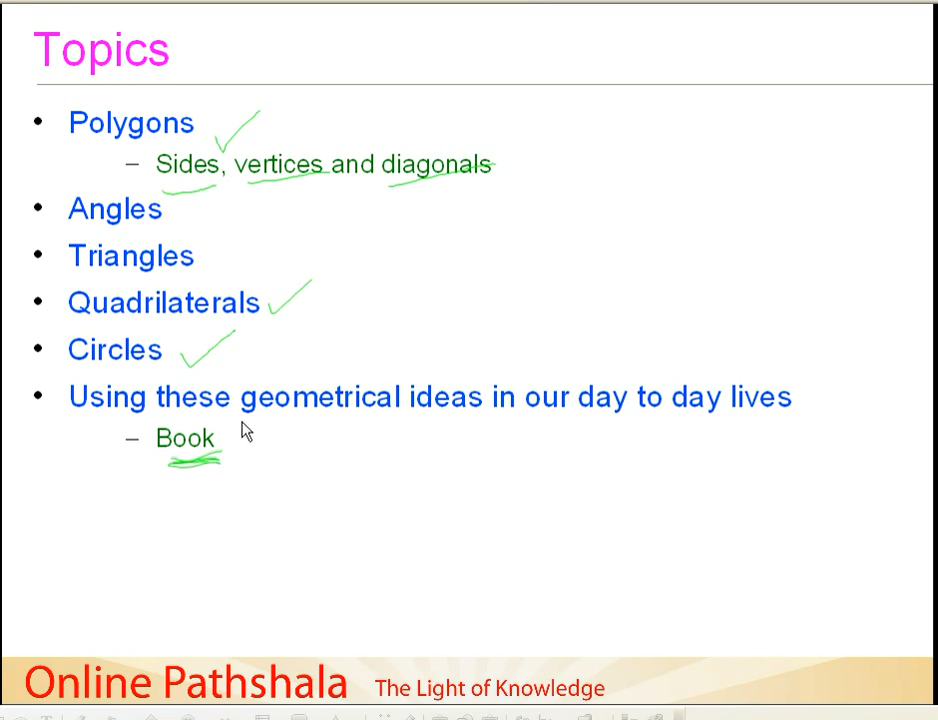 Topics
• Polygons
– Sides, vertices and diagonals
• Angles
• Triangles
• Quadrilaterals
• Circles
• Using these geometrical ideas in our day to day lives
– Book
Online Pathshala The Light of Knowledge